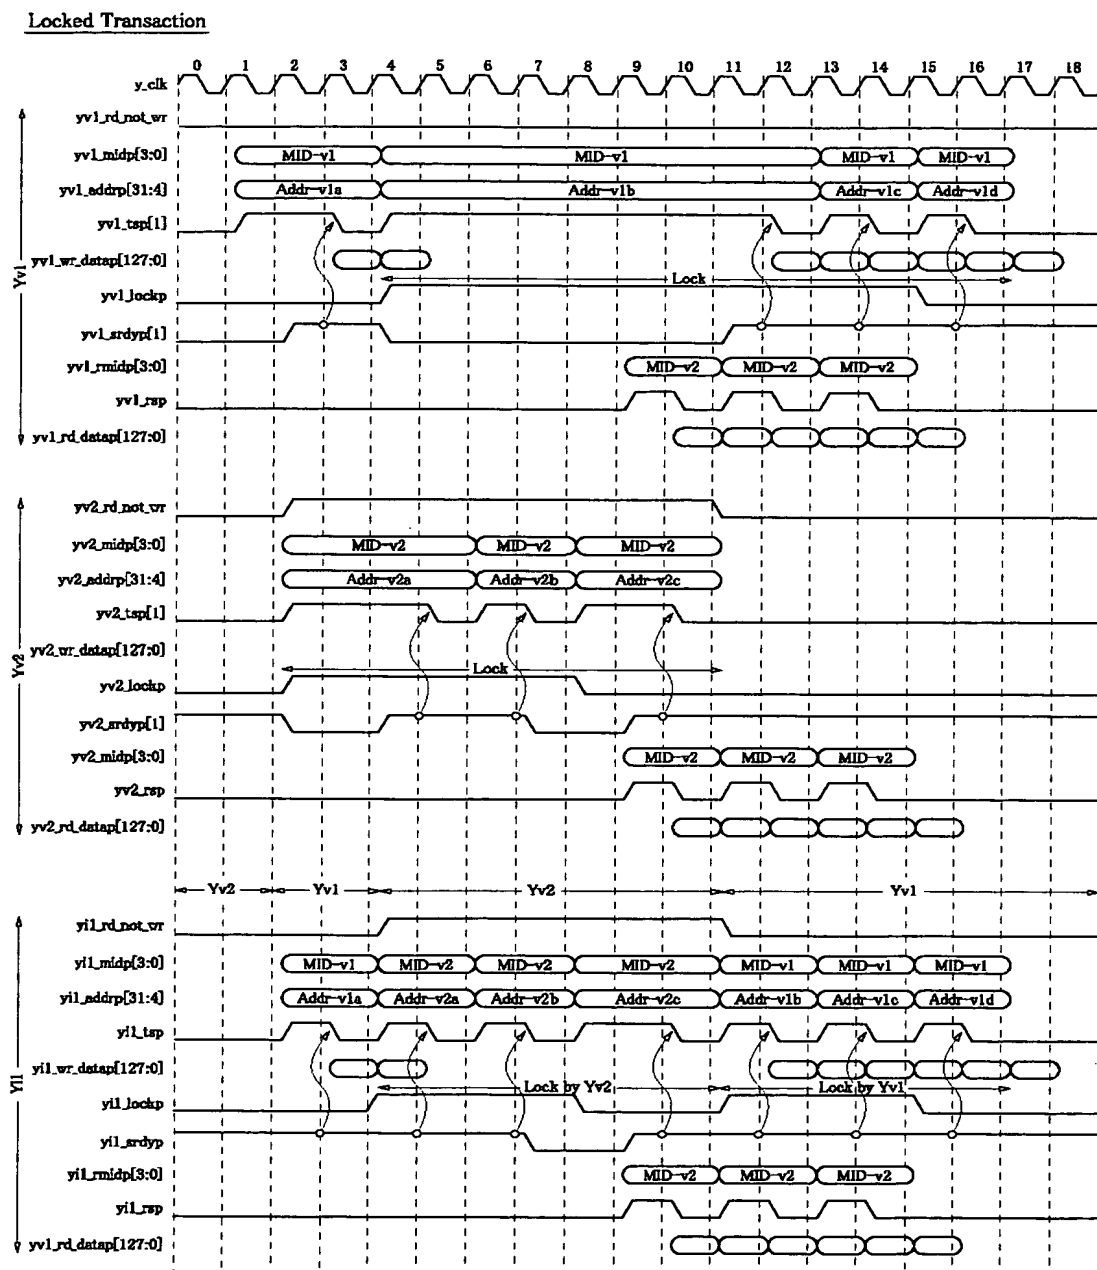 Locked Transaction
0 1 2 3 4 5 6 7 8 9 10 11 12 13 14 15 16 17 18
y_clk
yv1_rd_not_wr
yv1_midp[3:0] MID-v1 MID-v1 MID-v1 MID-v1
yv1_addrp[31:4] Addr-v1a Addr-v1b Addr-v1c Addr-v1d
yv1_tsp[1]
yv1_wr_datap[127:0]
Yv1
Lock
yv1_lockp
yv1_srdyp[1]
yv1_rmidp[3:0] MID-v2 MID-v2 MID-v2
yv1_rsp
yv1_rd_datap[127:0]
yv2_rd_not_wr
yv2_midp[3:0] MID-v2 MID-v2 MID-v2
yv2_addrp[31:4] Addr-v2a Addr-v2b Addr-v2c
yv2_tsp[1]
yv2_wr_datap[127:0]
Yv2
Lock
yv2_lockp
yv2_srdyp[1]
yv2_midp[3:0] MID-v2 MID-v2 MID-v2
yv2_rsp
yv2_rd_datap[127:0]
Yv2 Yv1 Yv2 Yv1
yi1_rd_not_wr
yi1_midp[3:0] MID-v1 MID-v2 MID-v2 MID-v2 MID-v1 MID-v1 MID-v1
yi1_addrp[31:4] Addr-v1a Addr-v2a Addr-v2b Addr-v2c Addr-v1b Addr-v1c Addr-v1d
yi1_tsp
yi1_wr_datap[127:0]
Yi1
Lock by Yv2 Lock by Yv1
yi1_lockp
yi1_srdyp
yi1_rmidp[3:0] MID-v2 MID-v2 MID-v2
yi1_rsp
yv1_rd_datap[127:0]